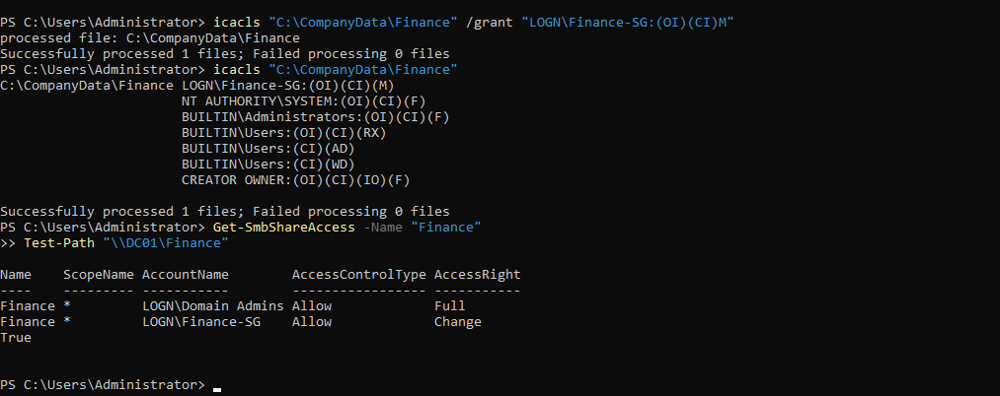 PS C:\Users\Administrator> icacls "C:\CompanyData\Finance" /grant "LOGN\Finance-SG:(OI)(CI)M"
processed file: C:\CompanyData\Finance
Successfully processed 1 files; Failed processing 0 files
PS C:\Users\Administrator> icacls "C:\CompanyData\Finance"
C:\CompanyData\Finance LOGN\Finance-SG:(OI)(CI)(M)
                       NT AUTHORITY\SYSTEM:(OI)(CI)(F)
                       BUILTIN\Administrators:(OI)(CI)(F)
                       BUILTIN\Users:(OI)(CI)(RX)
                       BUILTIN\Users:(CI)(AD)
                       BUILTIN\Users:(CI)(WD)
                       CREATOR OWNER:(OI)(CI)(IO)(F)

Successfully processed 1 files; Failed processing 0 files
PS C:\Users\Administrator> Get-SmbShareAccess -Name "Finance"
>> Test-Path "\\DC01\Finance"

Name    ScopeName AccountName        AccessControlType AccessRight
----    --------- -----------        ----------------- -----------
Finance *         LOGN\Domain Admins Allow             Full
Finance *         LOGN\Finance-SG    Allow             Change
True


PS C:\Users\Administrator>